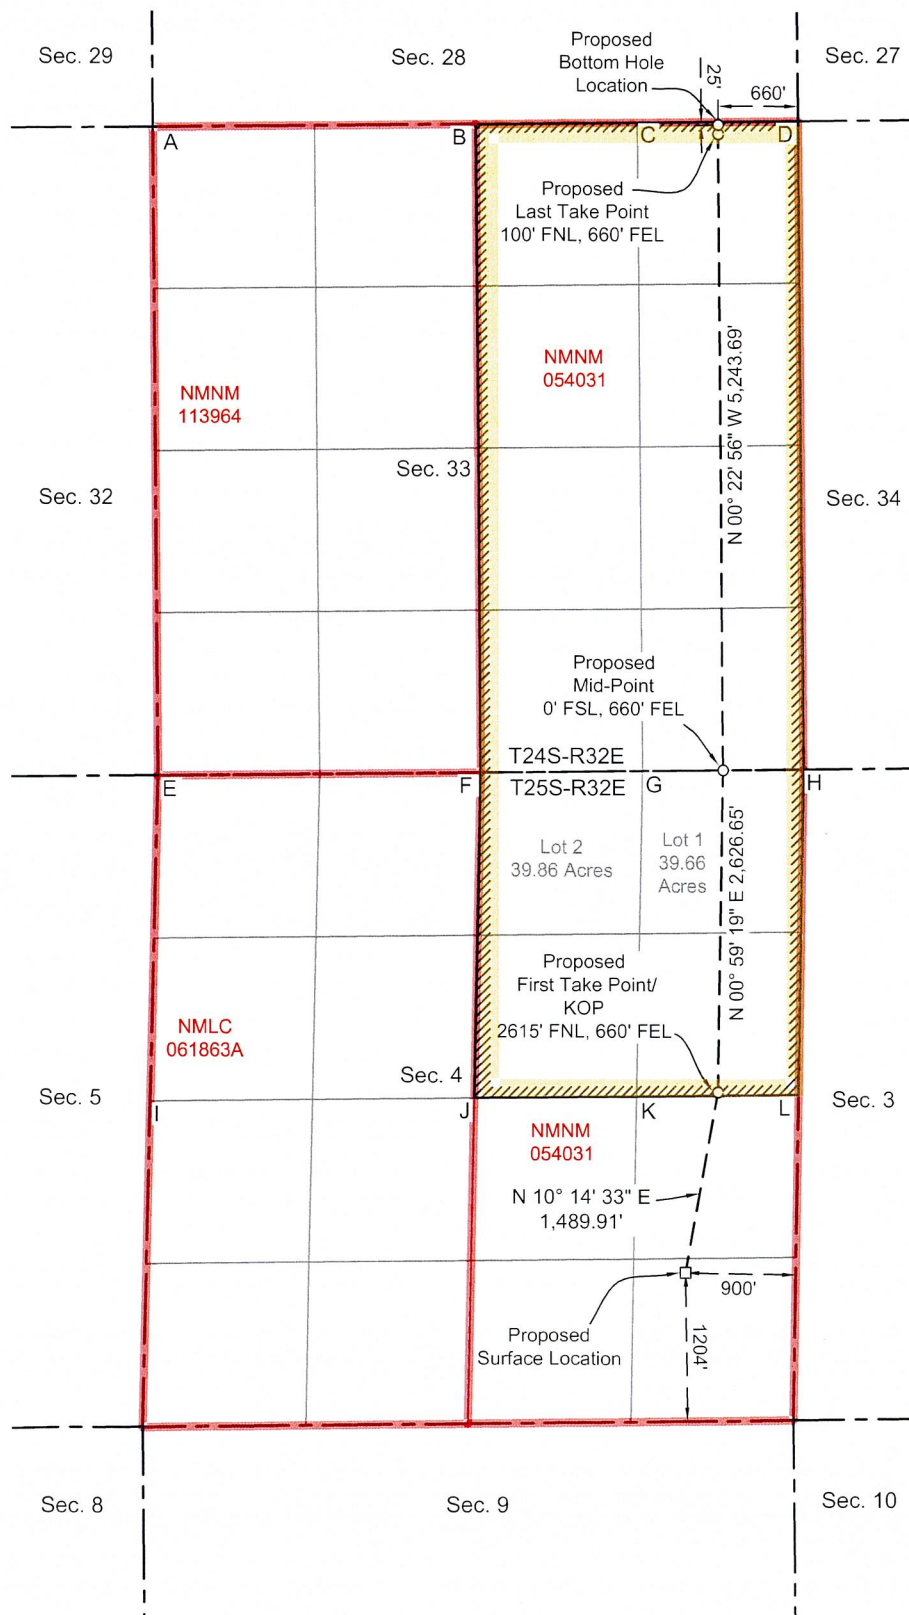 Sec. 29
Sec. 28
Proposed
Bottom Hole
Location
25'
660'
Sec. 27
A
B
C
D
Proposed
Last Take Point
100' FNL, 660' FEL
NMNM
113964
NMNM
054031
N 00° 22' 56" W 5,243.69'
Sec. 32
Sec. 33
Sec. 34
Proposed
Mid-Point
0' FSL, 660' FEL
T24S-R32E
E
F
T25S-R32E
G
H
Lot 2
39.86 Acres
Lot 1
39.66
Acres
N 00° 59' 19" E 2,626.65'
Proposed
First Take Point/
KOP
2615' FNL, 660' FEL
NMLC
061863A
Sec. 5
Sec. 4
Sec. 3
I
J
K
L
NMNM
054031
N 10° 14' 33" E
1,489.91'
900'
1204'
Proposed
Surface Location
Sec. 8
Sec. 9
Sec. 10